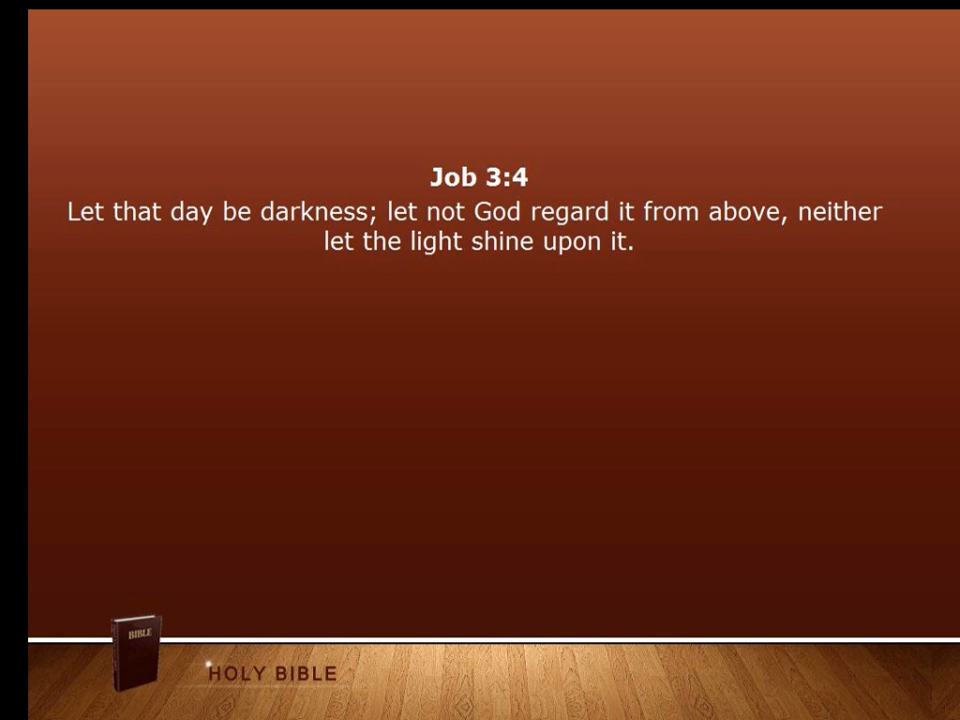 Job 3:4
Let that day be darkness; let not God regard it from above, neither
let the light shine upon it.
BIBLE
HOLY BIBLE